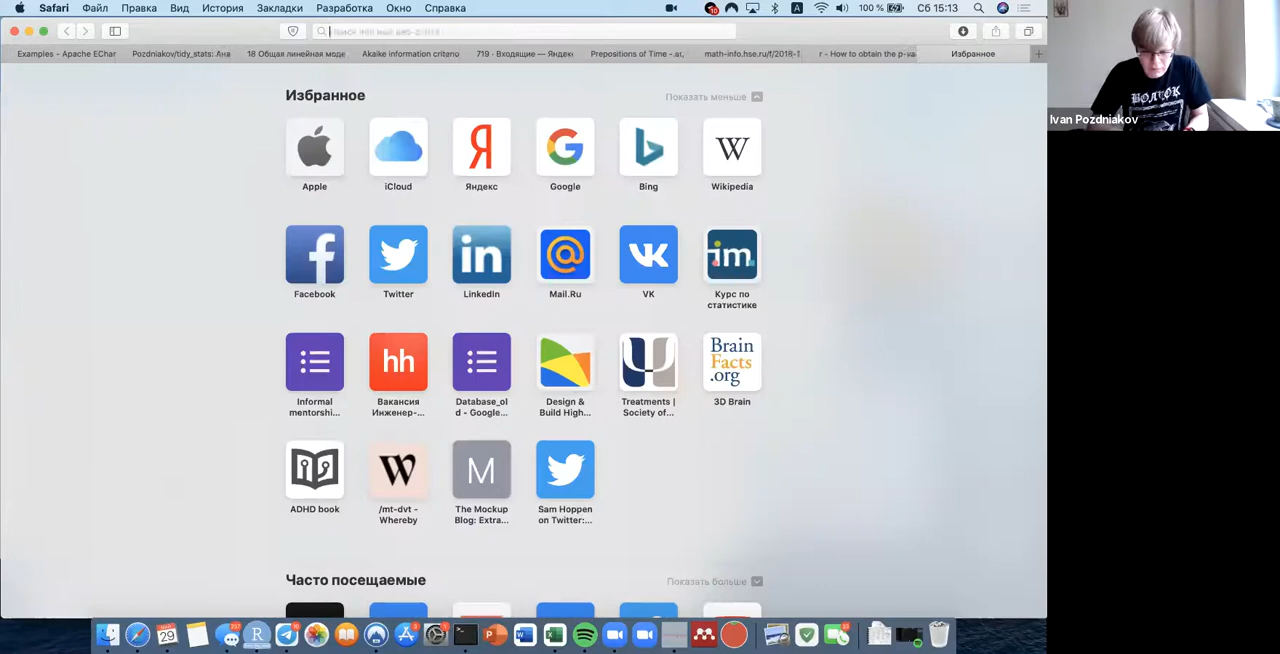 Safari Файл Правка Вид История Закладки Разработка Окно Справка
100 % Сб 15:13
Examples - Apache EChar
Pozdniakov/tidy_stats: Ана
18 Общая линейная моде
Akaike information criterio
719 - Входящие — Яндекс
Prepositions of Time - at,
math-info.hse.ru/f/2018-1
r - How to obtain the p-va
Избранное
Ivan Pozdniakov
Избранное
Показать меньше
Apple
iCloud
Яндекс
Google
Bing
Wikipedia
Facebook
Twitter
LinkedIn
Mail.Ru
VK
Курс по
статистике
Informal
mentorshi...
Вакансия
Инженер-...
Database_ol
d - Google...
Design &
Build High...
Treatments |
Society of...
Brain
Facts
.org
3D Brain
ADHD book
/mt-dvt -
Whereby
The Mockup
Blog: Extra...
Sam Hoppen
on Twitter:...
Часто посещаемые
Показать больше